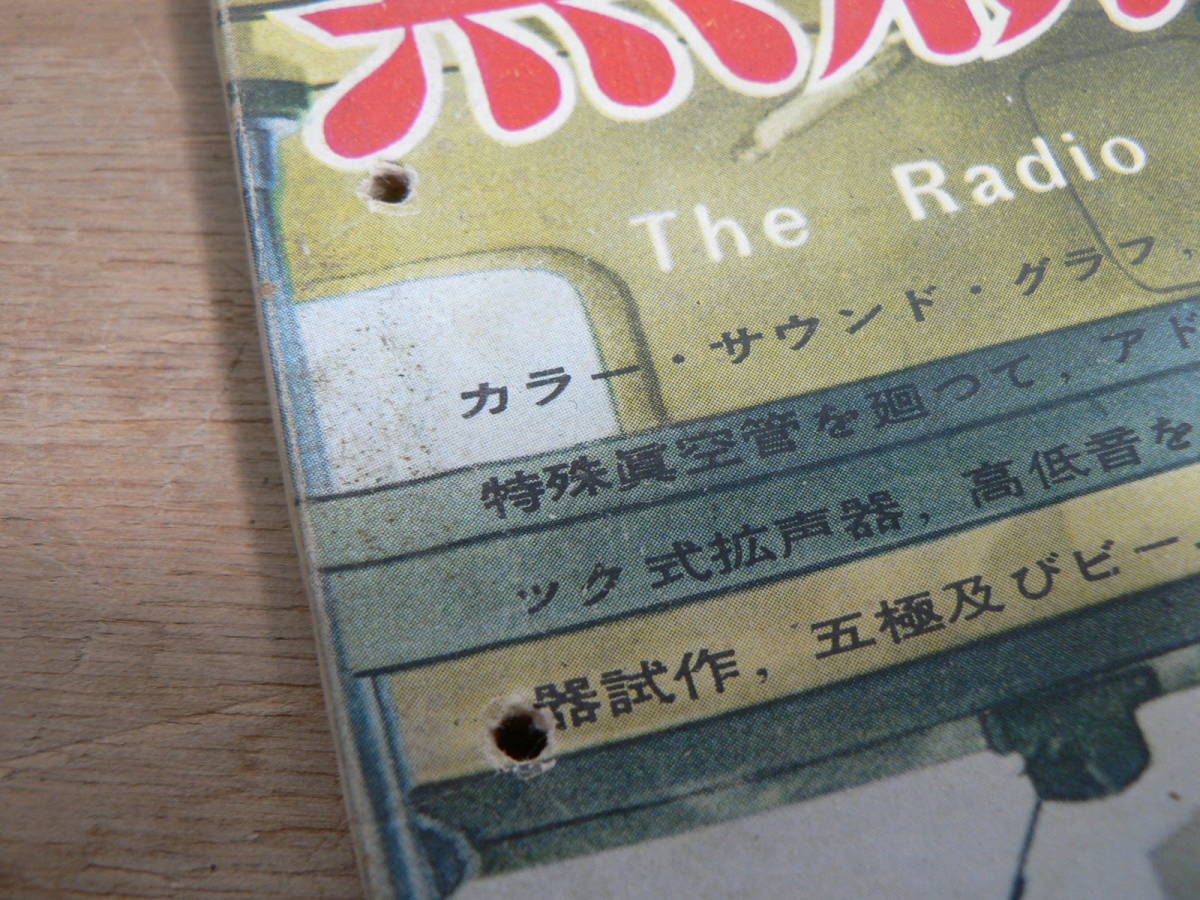 The Radio
カラー・サウンド・グラフ,
特殊眞空管を廻つて,アド
ック式拡声器,高低音を
器試作,五極及びビー